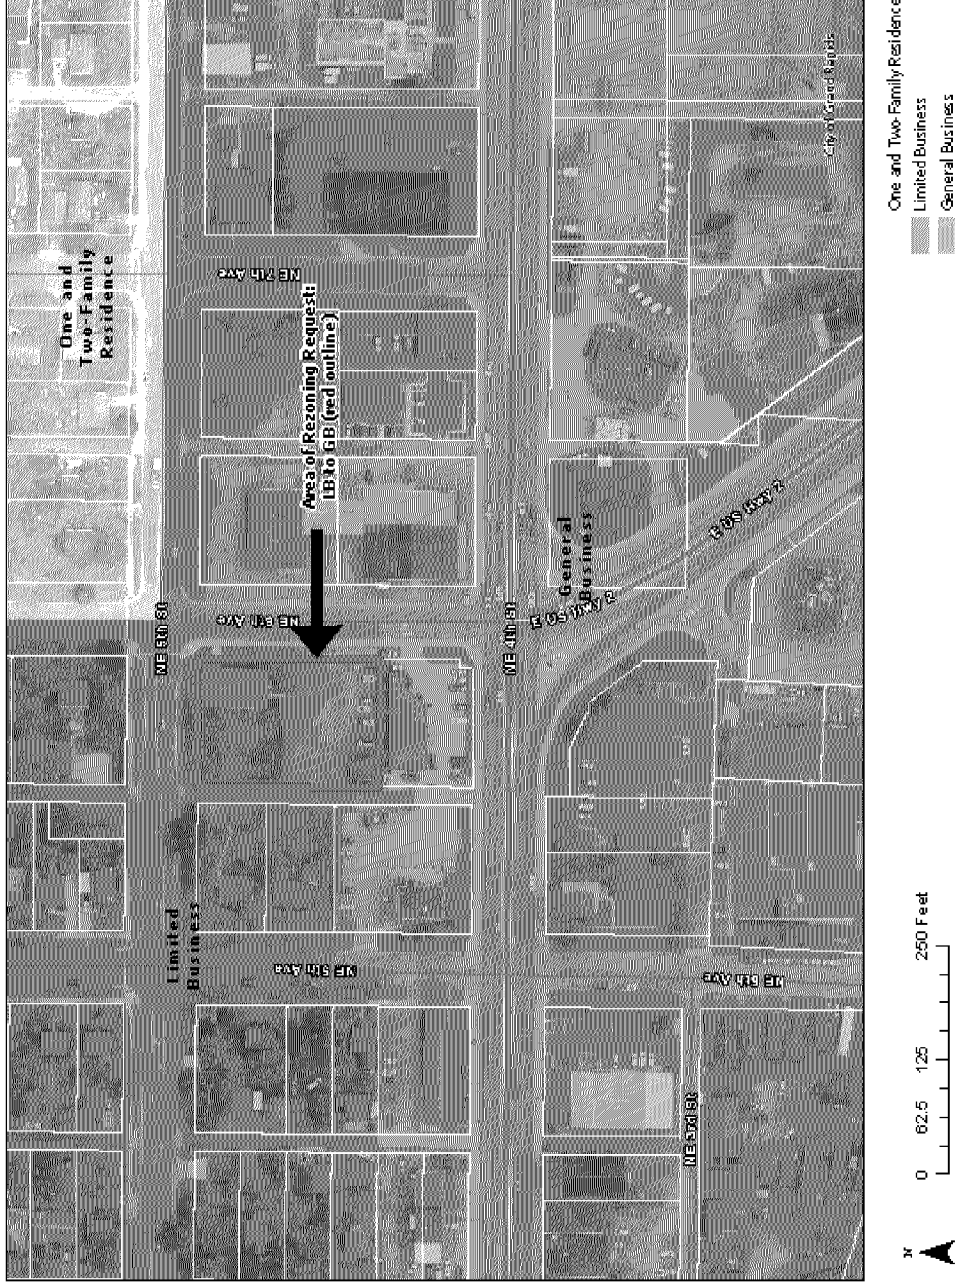 One and
Two-Family
Residence
NE 7th Ave
Area of Rezoning Request:
LB to GB (red outline)
NE 5th St
NE 6th Ave
NE 4th St
General
Business
E US Hwy 2
E US Hwy 2
Limited
Business
NE 5th Ave
NE 5th Ave
NE 3rd St
City of Grand Rapids
One and Two-Family Residence
Limited Business
General Business
N
0 62.5 125 250 Feet